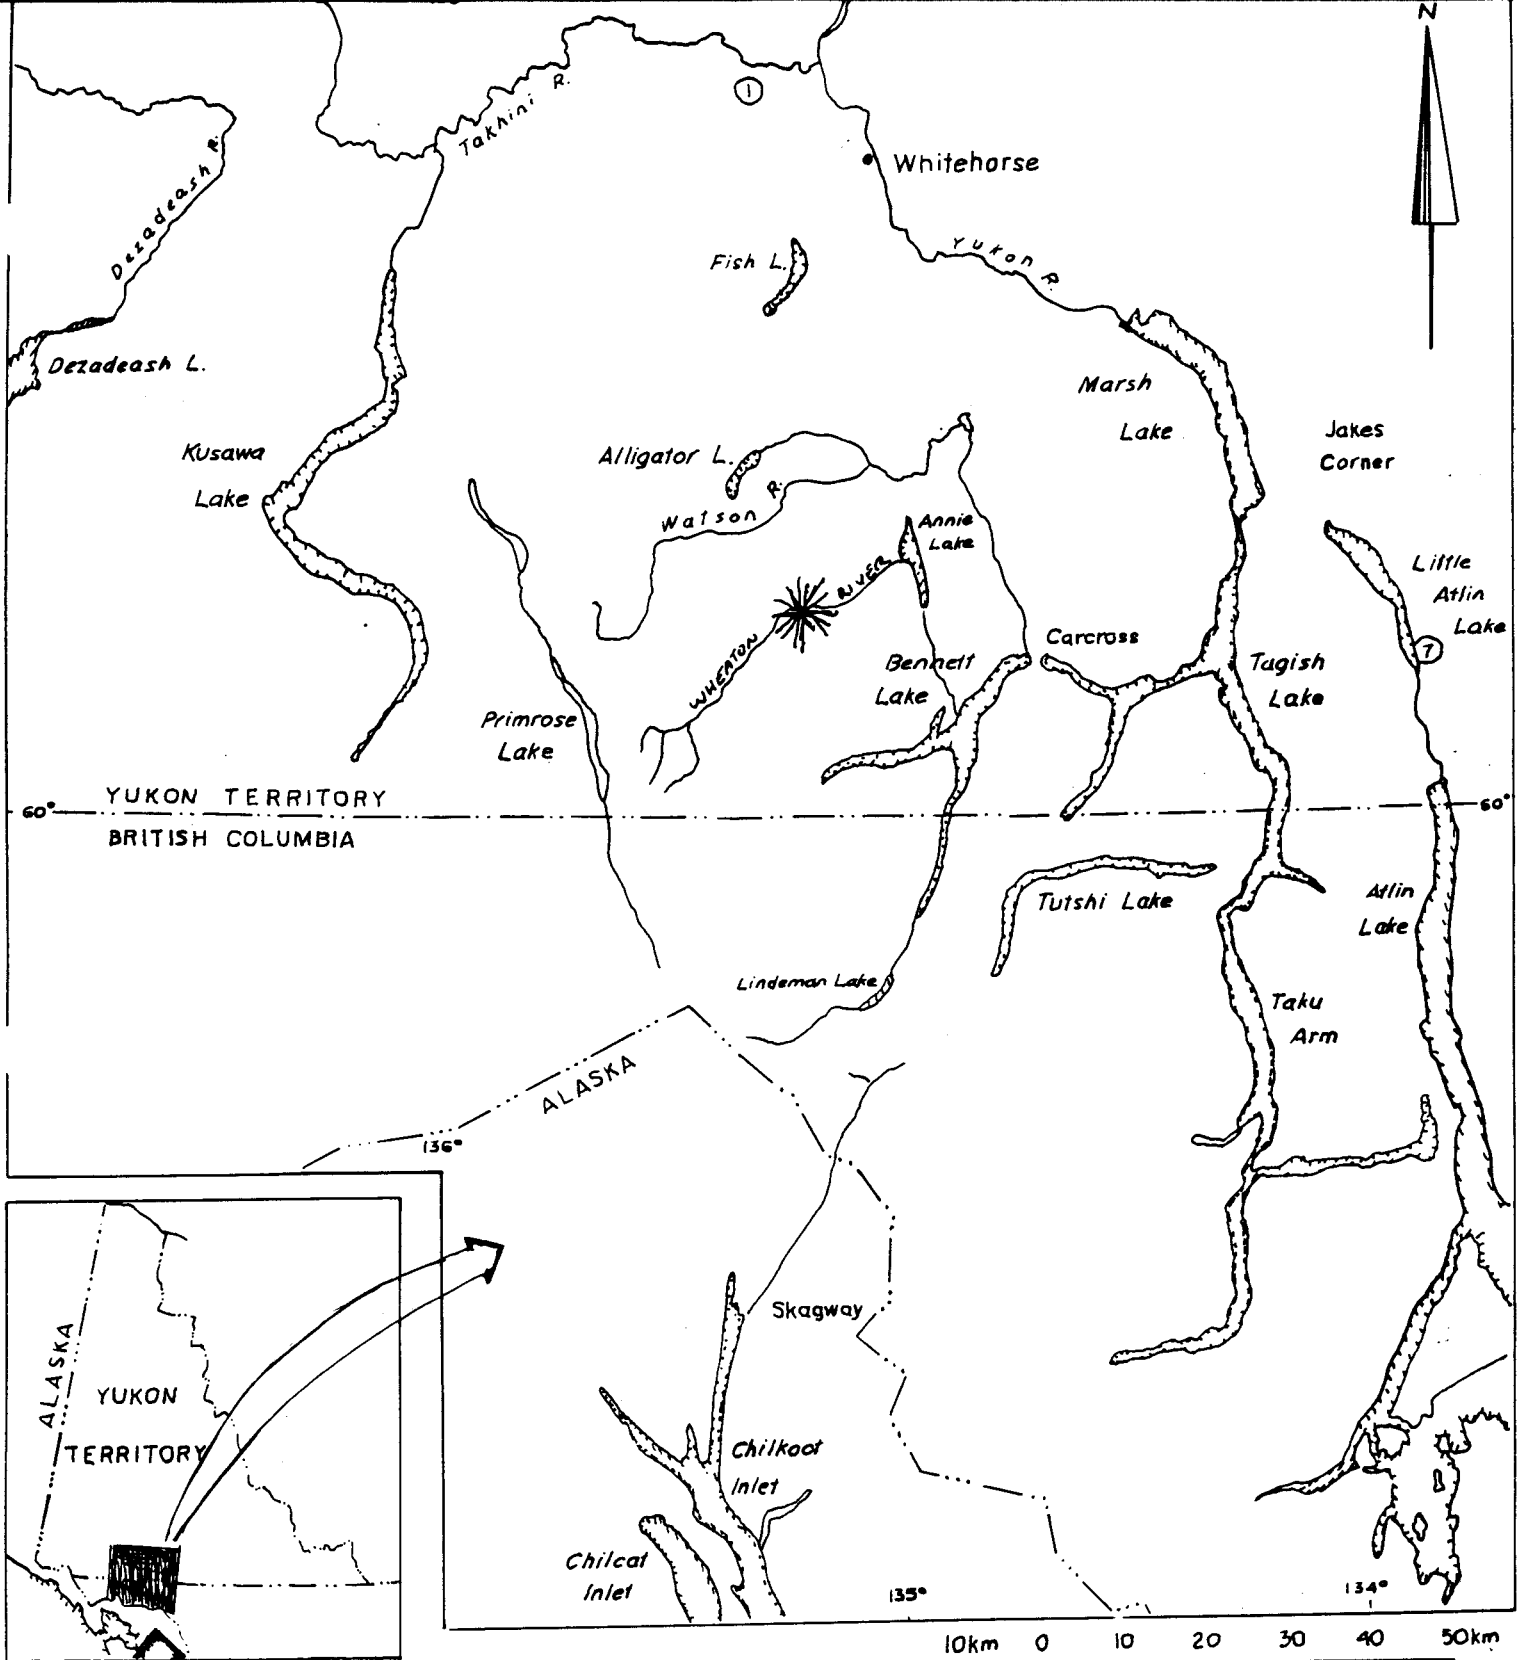 N
Takhini R.
1
Whitehorse
Dezadeash R.
Fish L.
Yukon R.
Dezadeash L.
Marsh
Lake
Kusawa
Lake
Alligator L.
Jakes
Corner
Watson R.
Annie
Lake
Little
Atlin
Lake
7
WHEATON RIVER
Carcross
Bennett
Lake
Tagish
Lake
Primrose
Lake
YUKON TERRITORY
60° 60°
BRITISH COLUMBIA
Tutshi Lake
Atlin
Lake
Lindeman Lake
Taku
Arm
ALASKA
136°
Skagway
ALASKA
YUKON
TERRITORY
Chilkoot
Inlet
Chilcat
Inlet
135°
134°
10km 0 10 20 30 40 50km